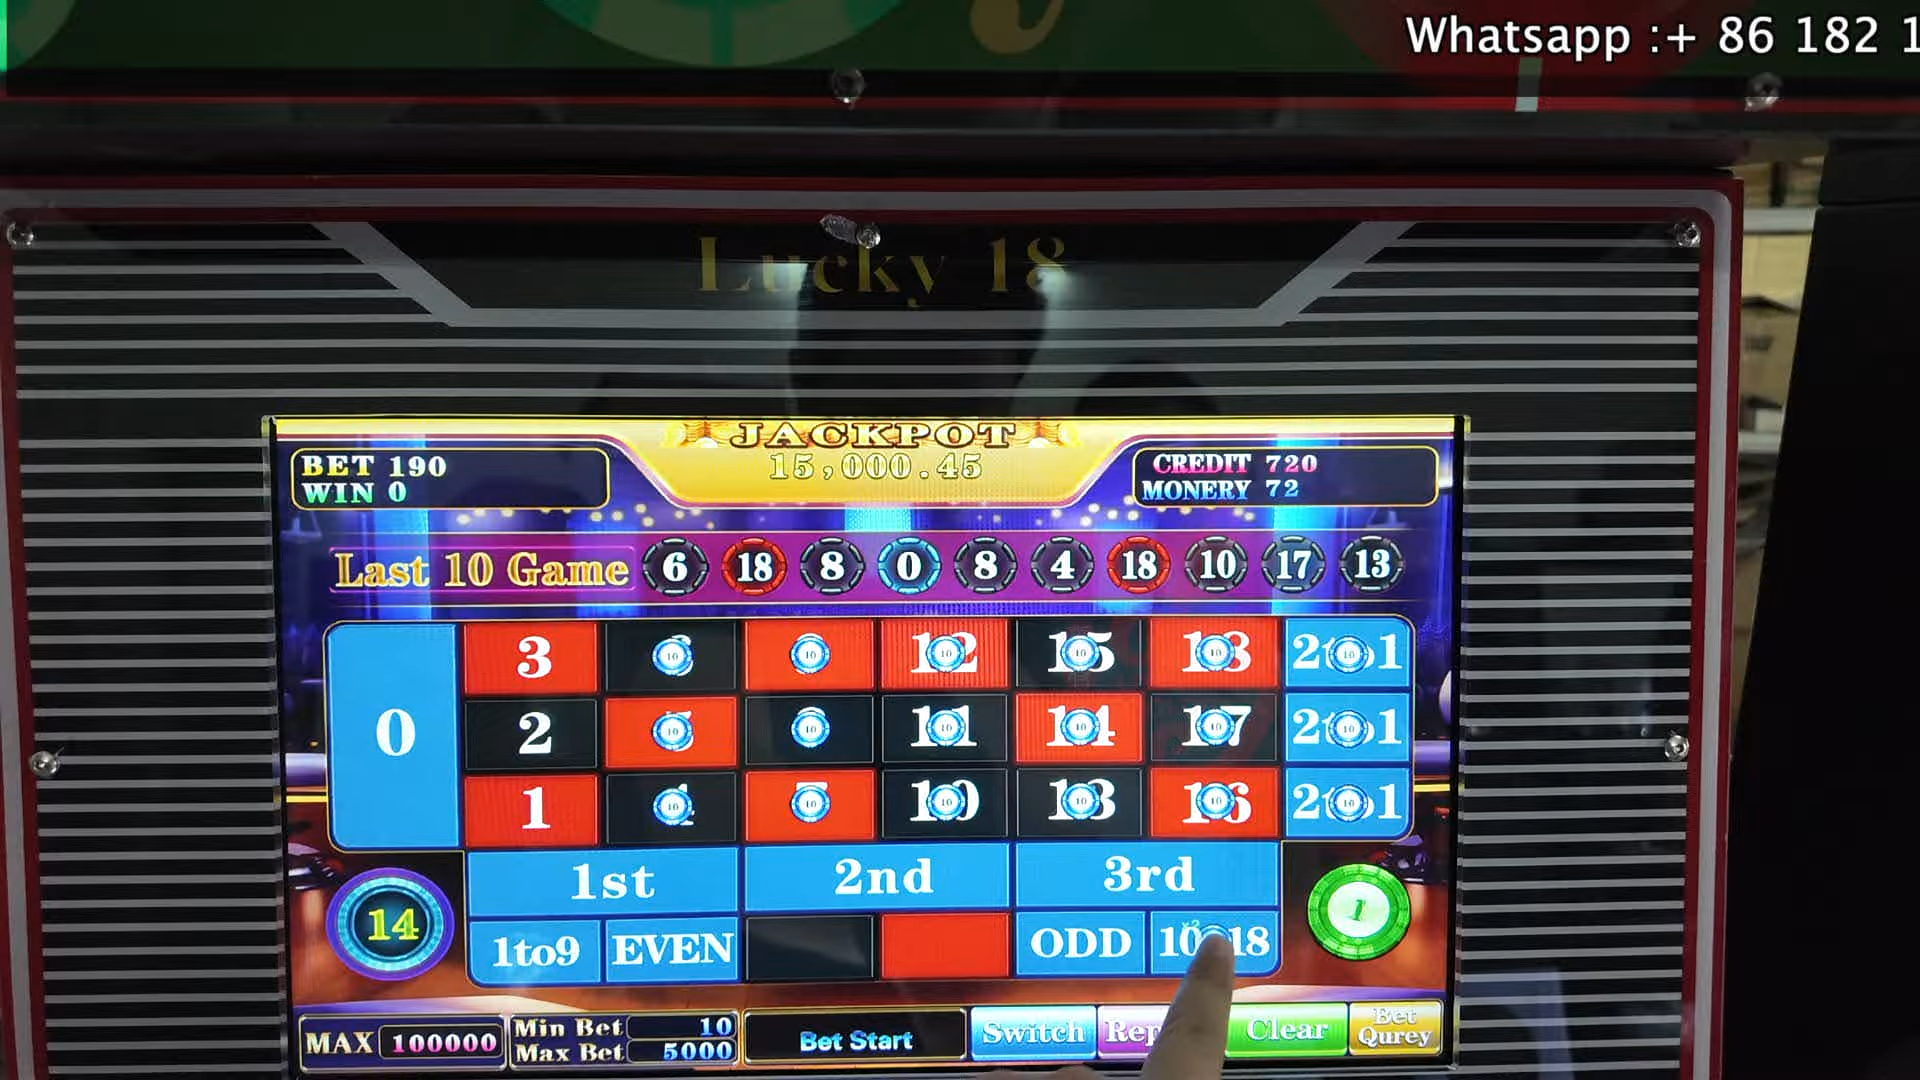 Whatsapp :+ 86 182 1
Lucky 18
JACKPOT
15,000.45
BET 190
WIN 0
CREDIT 720
MONERY 72
Last 10 Game 6 18 8 0 8 4 18 10 17 13
3 12 15 18 2to1
0 2 11 14 17 2to1
1 10 13 16 2to1
1st 2nd 3rd
14
1
1to9 EVEN ODD 10to18
MAX 100000
Min Bet 10
Max Bet 5000
Bet Start
Switch
Clear
Bet
Qurey